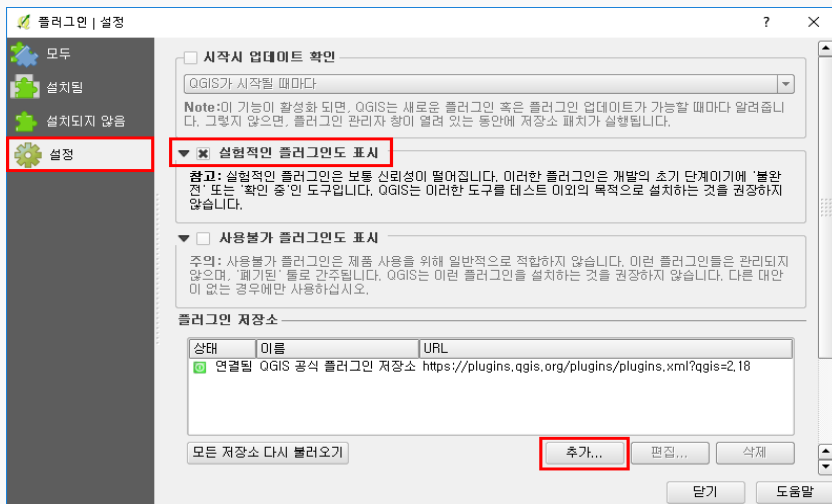 플러그인 | 설정
?
모두
설치됨
설치되지 않음
설정
시작시 업데이트 확인
QGIS가 시작될 때마다
Note:이 기능이 활성화 되면, QGIS는 새로운 플러그인 혹은 플러그인 업데이트가 가능할 때마다 알려줍니
다. 그렇지 않으면, 플러그인 관리자 창이 열려 있는 동안에 저장소 패치가 실행됩니다.
실험적인 플러그인도 표시
참고: 실험적인 플러그인은 보통 신뢰성이 떨어집니다. 이러한 플러그인은 개발의 초기 단계이기에 '불완
전' 또는 '확인 중'인 도구입니다. QGIS는 이러한 도구를 테스트 이외의 목적으로 설치하는 것을 권장하지
않습니다.
사용불가 플러그인도 표시
주의: 사용불가 플러그인은 제품 사용을 위해 일반적으로 적합하지 않습니다. 이런 플러그인들은 관리되지
않으며, '폐기된' 툴로 간주됩니다. QGIS는 이런 플러그인을 설치하는 것을 권장하지 않습니다. 다른 대안
이 없는 경우에만 사용하십시오.
플러그인 저장소
상태 이름 URL
연결됨 QGIS 공식 플러그인 저장소 https://plugins.qgis.org/plugins/plugins.xml?qgis=2.18
모든 저장소 다시 불러오기 추가... 편집... 삭제
닫기 도움말